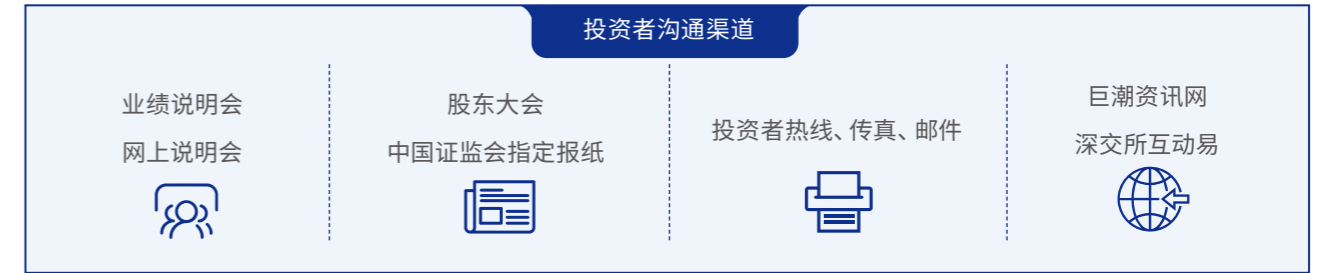 投资者沟通渠道
业绩说明会
网上说明会
股东大会
中国证监会指定报纸
投资者热线、传真、邮件
巨潮资讯网
深交所互动易